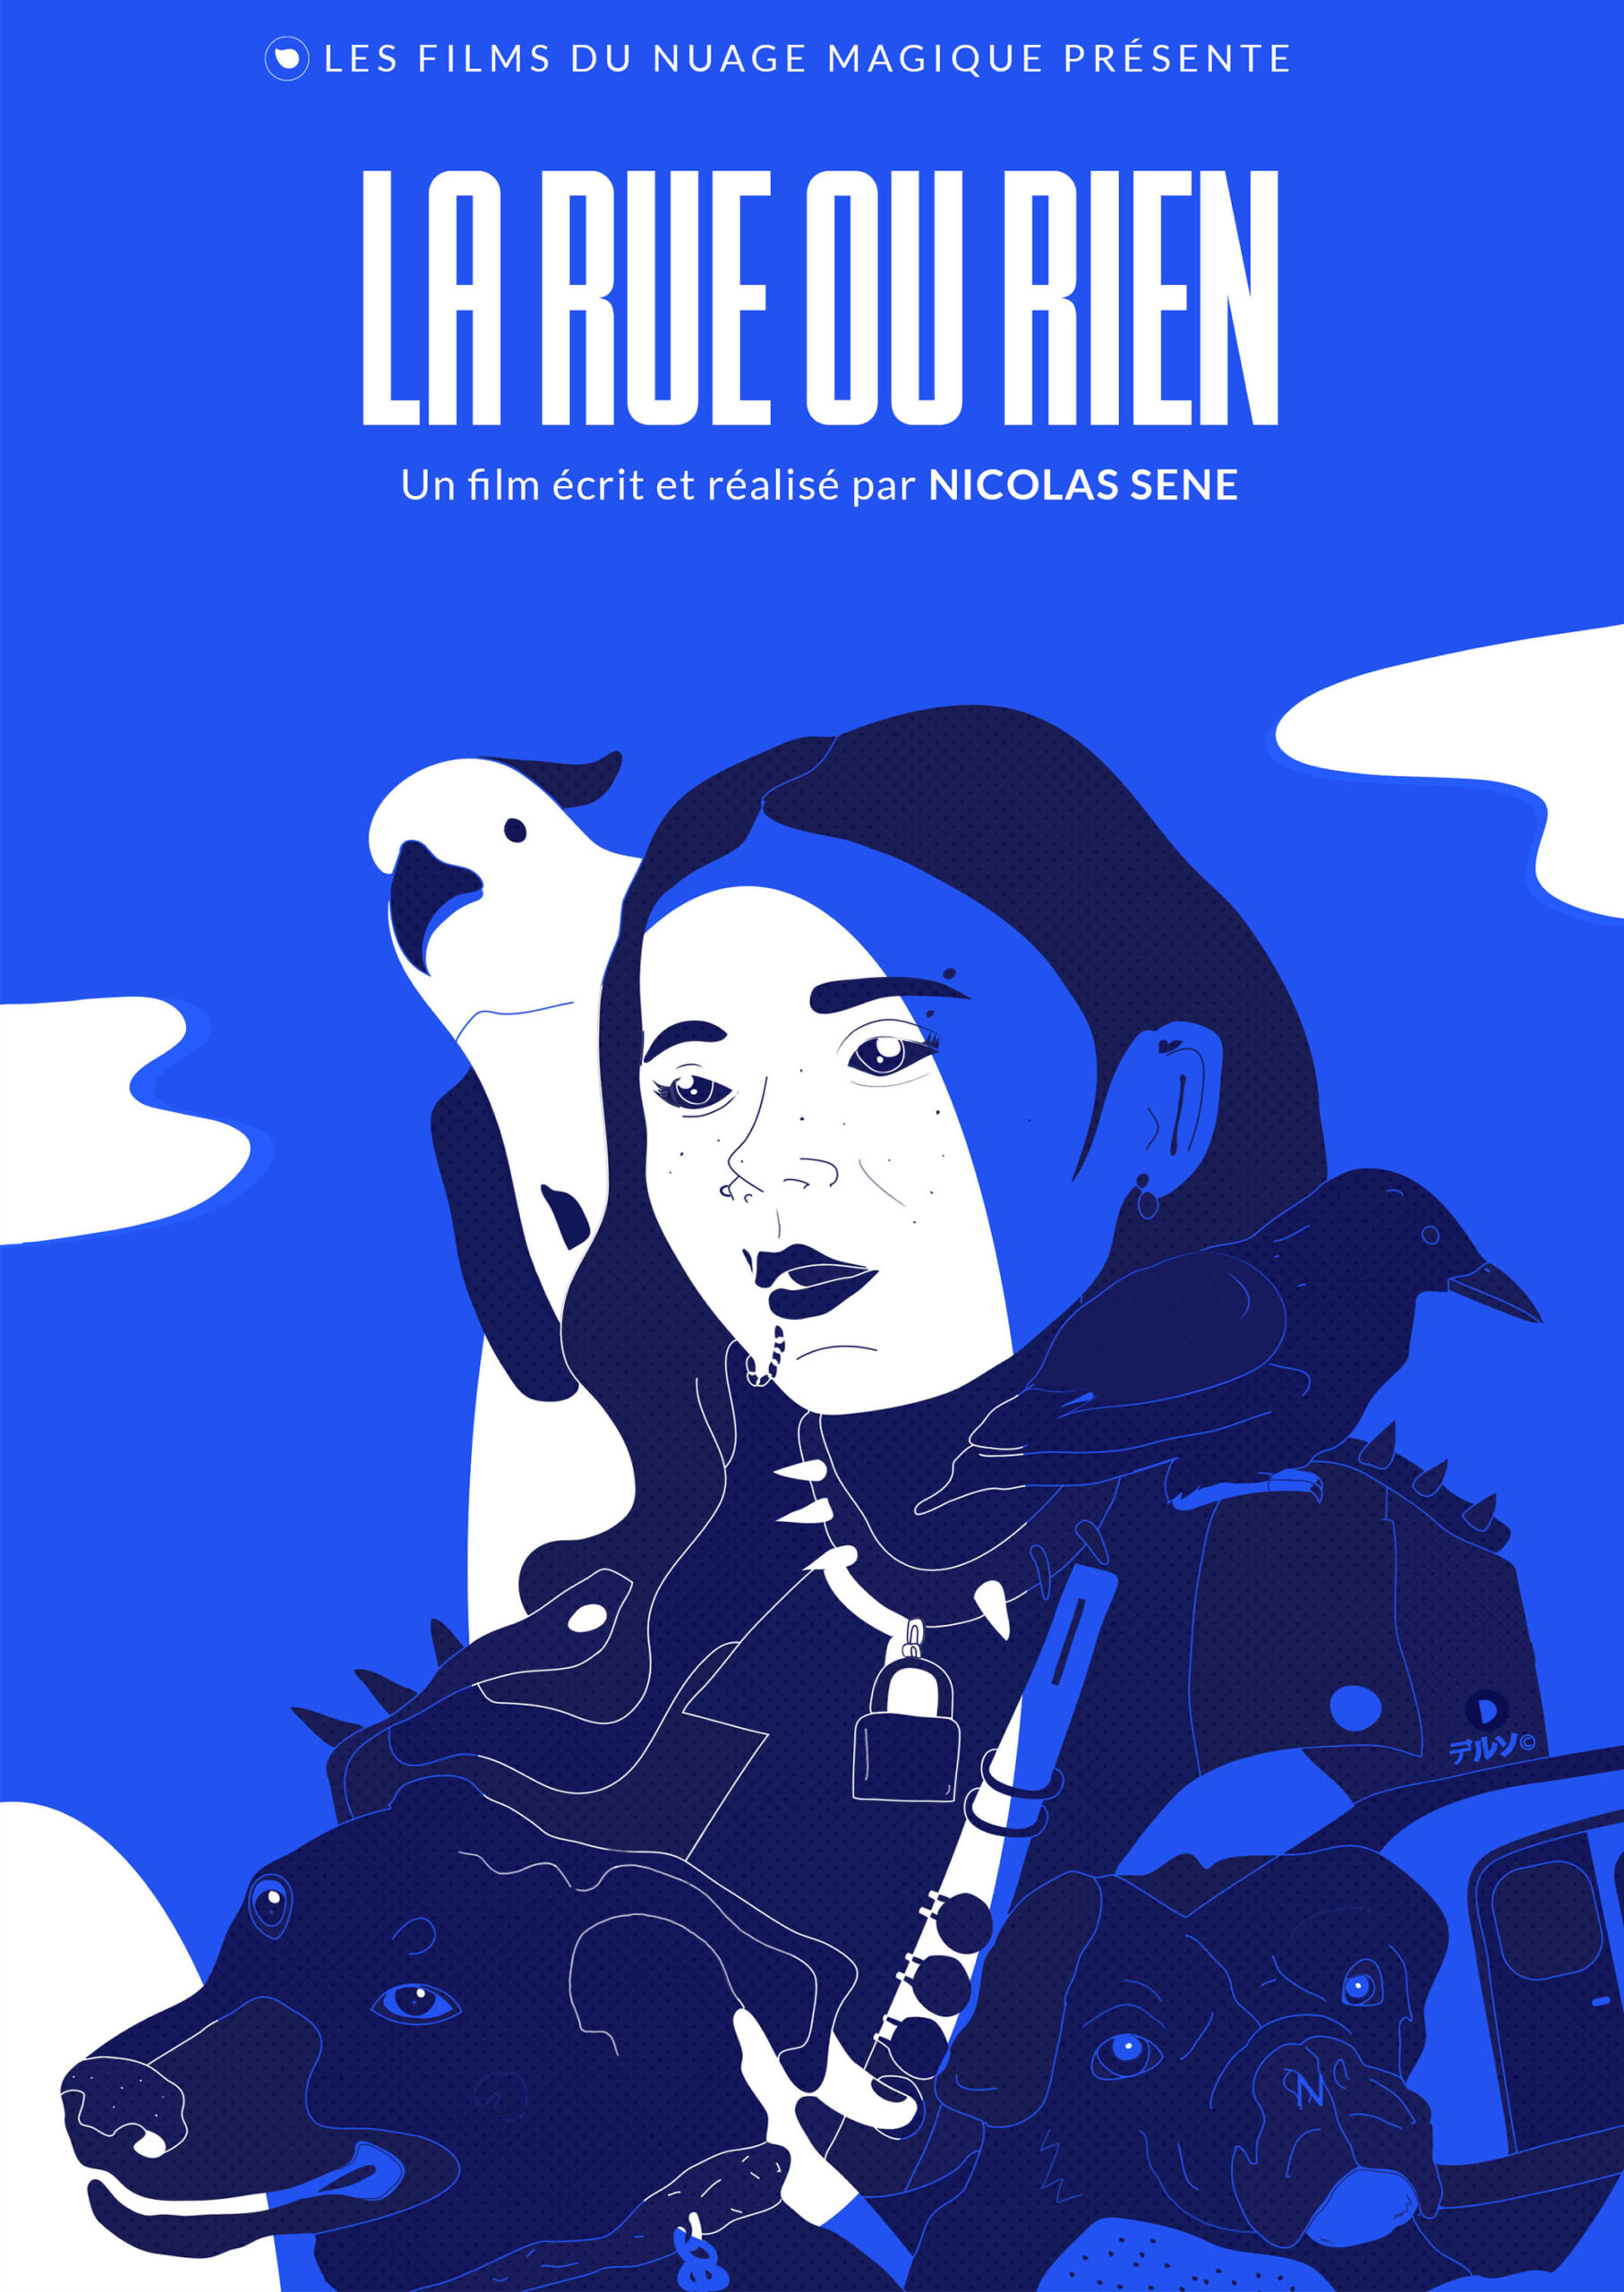 LES FILMS DU NUAGE MAGIQUE PRÉSENTE
LA RUE OU RIEN
Un film écrit et réalisé par NICOLAS SENE
D
デルソ©
N